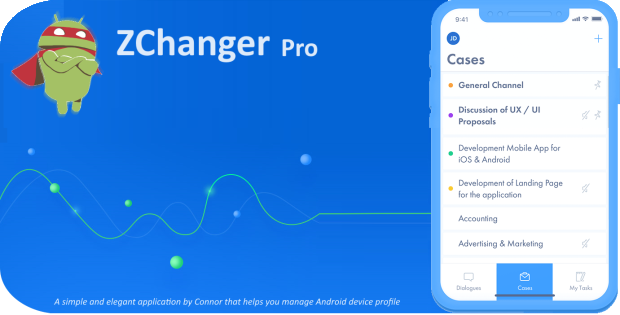 ZChanger Pro
A simple and elegant application by Connor that helps you manage Android device profile
9:41
JD
+
Cases
General Channel
Discussion of UX / UI
Proposals
Development Mobile App for
iOS & Android
Development of Landing Page
for the application
Accounting
Advertising & Marketing
Dialogues Cases My Tasks